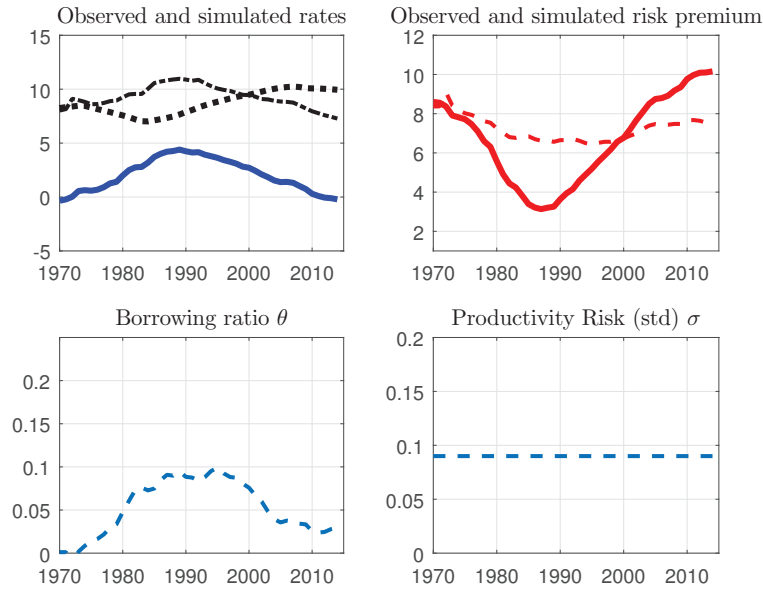 Observed and simulated rates
15
10
5
0
-5
1970 1980 1990 2000 2010
Observed and simulated risk premium
12
10
8
6
4
2
1970 1980 1990 2000 2010
Borrowing ratio θ
0.2
0.15
0.1
0.05
0
1970 1980 1990 2000 2010
Productivity Risk (std) σ
0.2
0.15
0.1
0.05
0
1970 1980 1990 2000 2010